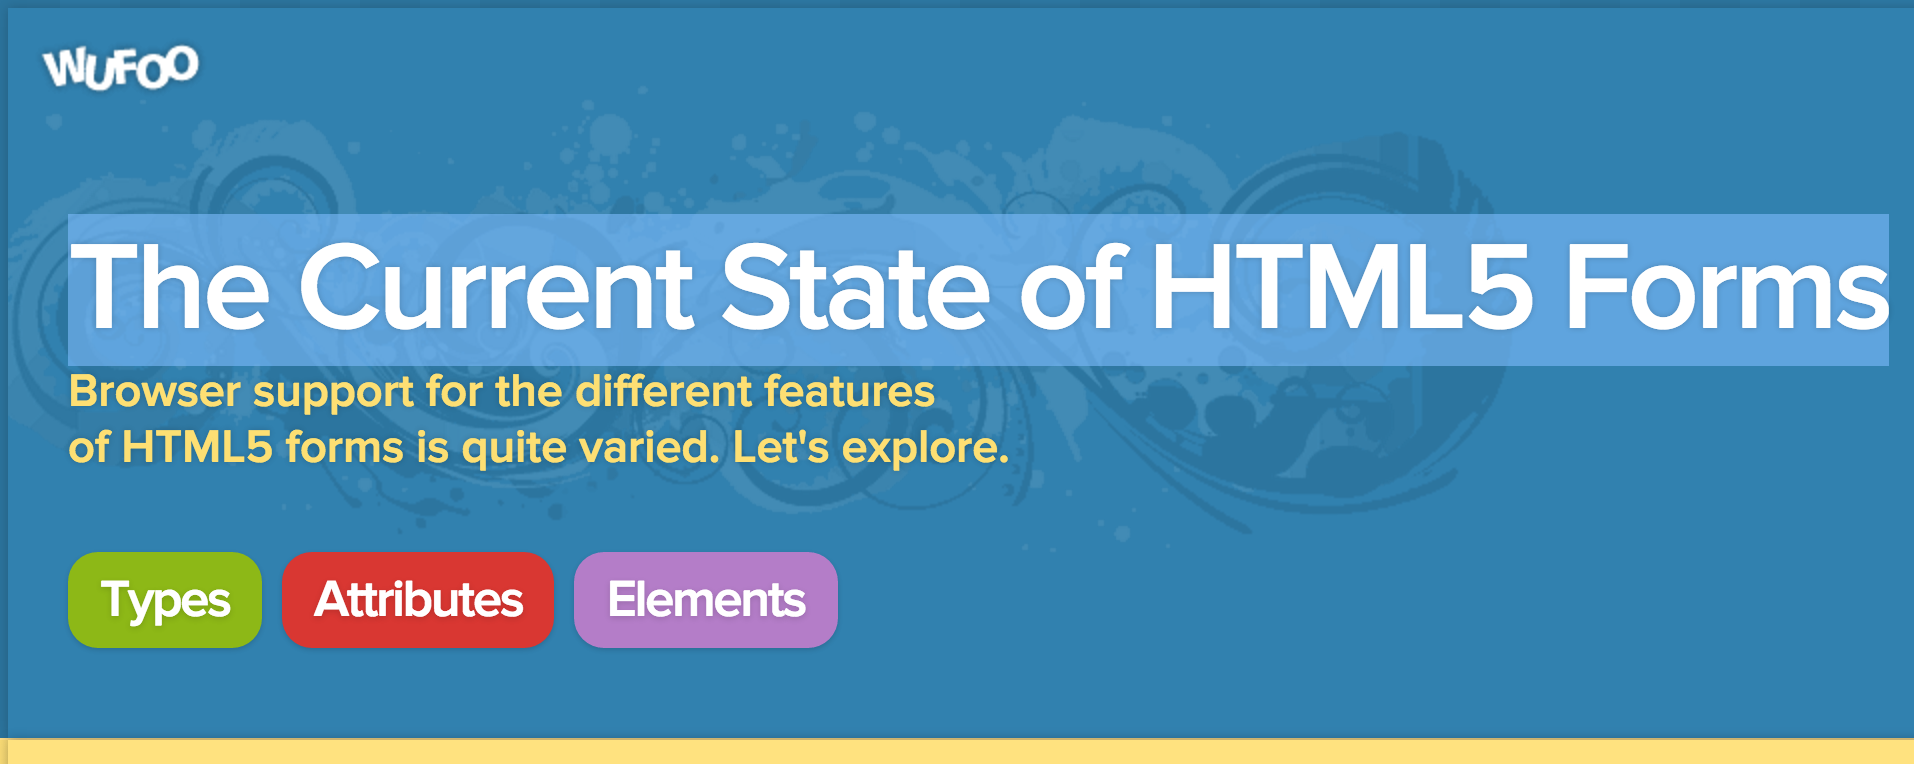 WUFOO
The Current State of HTML5 Forms
Browser support for the different features
of HTML5 forms is quite varied. Let's explore.
Types
Attributes
Elements